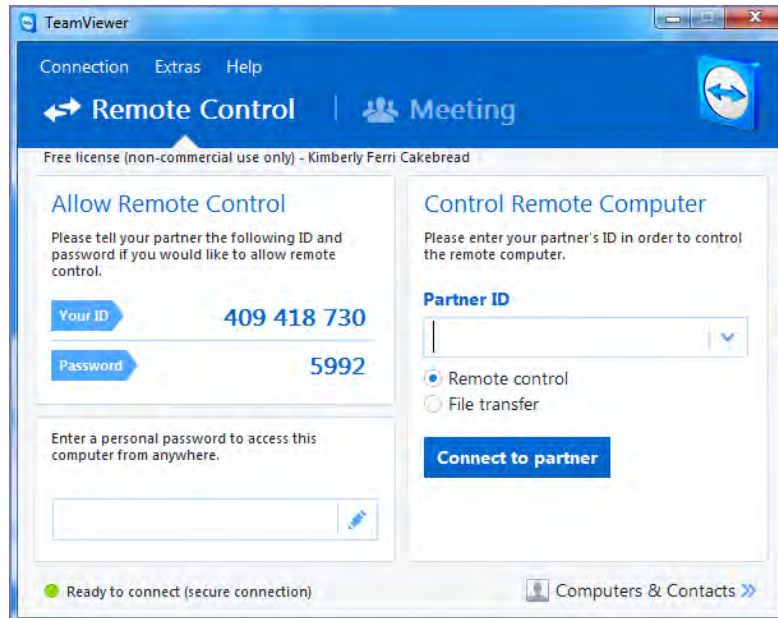 TeamViewer
Connection Extras Help
Remote Control Meeting
Free license (non-commercial use only) - Kimberly Ferri Cakebread
Allow Remote Control
Please tell your partner the following ID and
password if you would like to allow remote
control.
Your ID 409 418 730
Password 5992
Enter a personal password to access this
computer from anywhere.
Control Remote Computer
Please enter your partner's ID in order to control
the remote computer.
Partner ID
Remote control
File transfer
Connect to partner
Ready to connect (secure connection)
Computers & Contacts